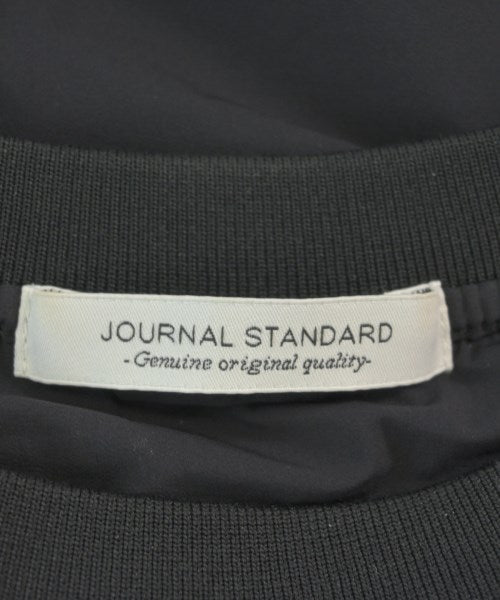 JOURNAL STANDARD
-Genuine original quality-